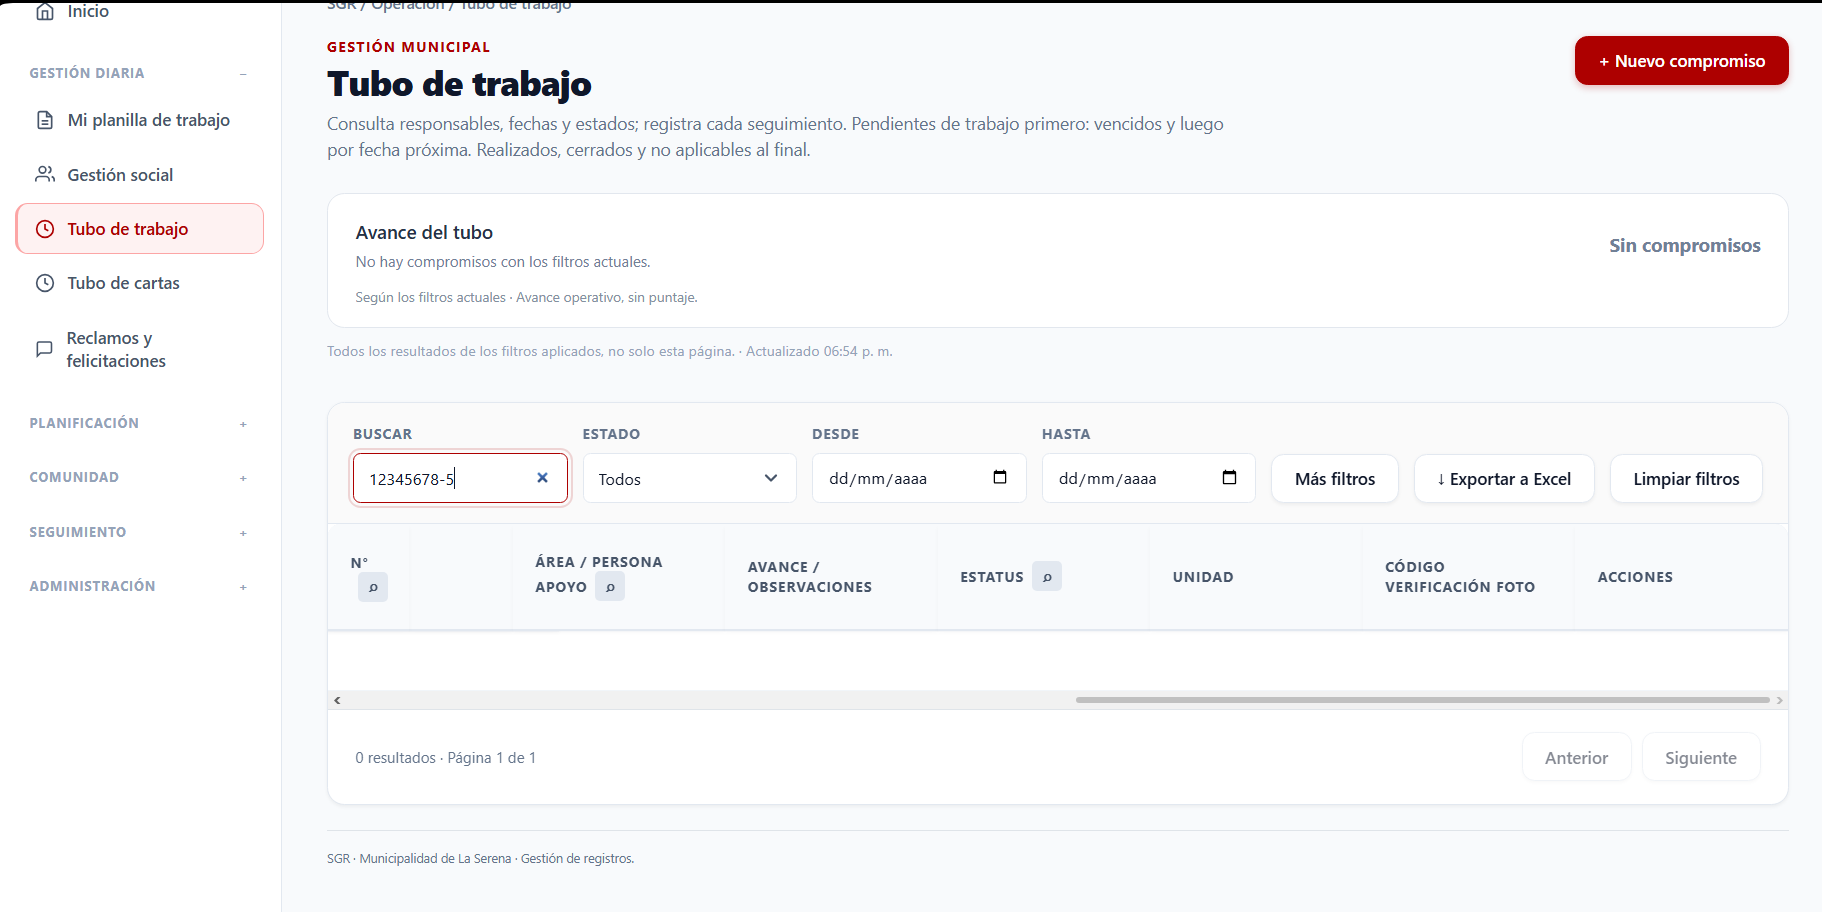 Inicio
GESTIÓN DIARIA –
Mi planilla de trabajo
Gestión social
Tubo de trabajo
Tubo de cartas
Reclamos y
felicitaciones
PLANIFICACIÓN +
COMUNIDAD +
SEGUIMIENTO +
ADMINISTRACIÓN +
SGR / Operación / Tubo de trabajo
GESTIÓN MUNICIPAL
Tubo de trabajo
+ Nuevo compromiso
Consulta responsables, fechas y estados; registra cada seguimiento. Pendientes de trabajo primero: vencidos y luego
por fecha próxima. Realizados, cerrados y no aplicables al final.
Avance del tubo
No hay compromisos con los filtros actuales.
Sin compromisos
Según los filtros actuales · Avance operativo, sin puntaje.
Todos los resultados de los filtros aplicados, no solo esta página. · Actualizado 06:54 p. m.
BUSCAR ESTADO DESDE HASTA
12345678-5 Todos dd/mm/aaaa dd/mm/aaaa Más filtros ↓ Exportar a Excel Limpiar filtros
N°
ÁREA / PERSONA
APOYO
AVANCE /
OBSERVACIONES
ESTATUS
UNIDAD
CÓDIGO
VERIFICACIÓN FOTO
ACCIONES
0 resultados · Página 1 de 1
Anterior Siguiente
SGR · Municipalidad de La Serena · Gestión de registros.